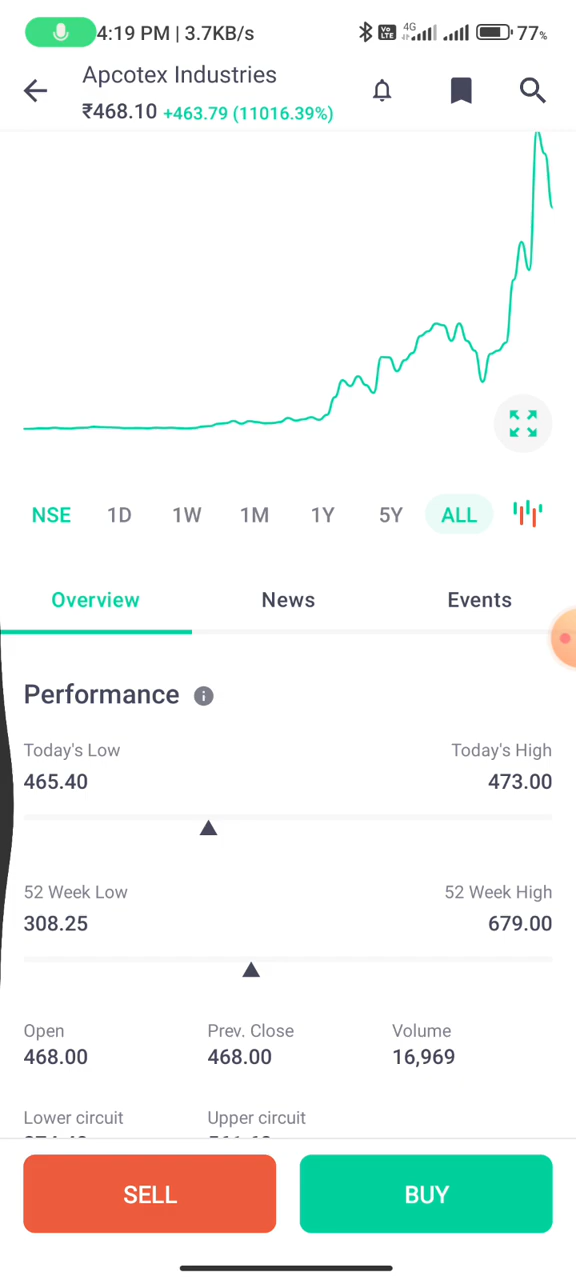 4:19 PM | 3.7KB/s
Vo LTE 4G 77%
Apcotex Industries
₹468.10 +463.79 (11016.39%)
NSE 1D 1W 1M 1Y 5Y ALL
Overview News Events
Performance
Today's Low Today's High
465.40 473.00
52 Week Low 52 Week High
308.25 679.00
Open Prev. Close Volume
468.00 468.00 16,969
Lower circuit Upper circuit
SELL BUY